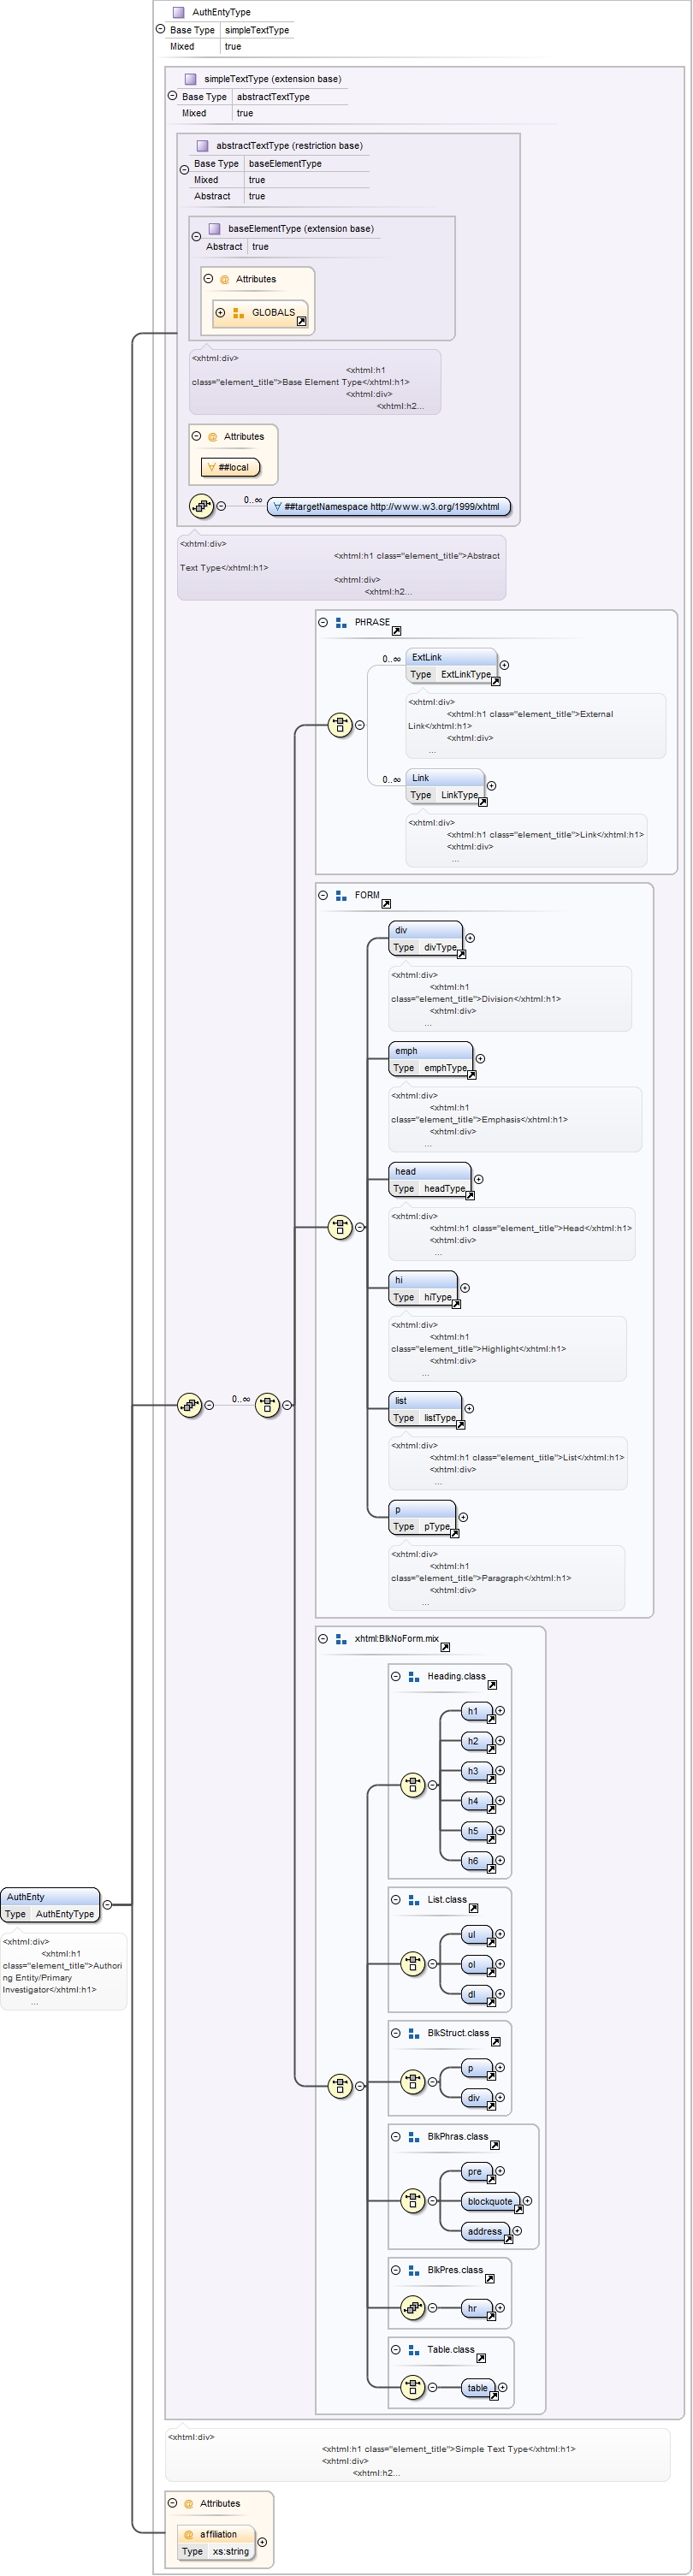 AuthEntyType
Base Type simpleTextType
Mixed true
simpleTextType (extension base)
Base Type abstractTextType
Mixed true
abstractTextType (restriction base)
Base Type baseElementType
Mixed true
Abstract true
baseElementType (extension base)
Abstract true
@ Attributes
GLOBALS
<xhtml:div>
<xhtml:h1
class="element_title">Base Element Type</xhtml:h1>
<xhtml:div>
<xhtml:h2...
@ Attributes
##local
0..∞ ##targetNamespace http://www.w3.org/1999/xhtml
<xhtml:div>
<xhtml:h1 class="element_title">Abstract
Text Type</xhtml:h1>
<xhtml:div>
<xhtml:h2...
PHRASE
0..∞ ExtLink
Type ExtLinkType
<xhtml:div>
<xhtml:h1 class="element_title">External
Link</xhtml:h1>
<xhtml:div>
...
0..∞ Link
Type LinkType
<xhtml:div>
<xhtml:h1 class="element_title">Link</xhtml:h1>
<xhtml:div>
...
FORM
div
Type divType
<xhtml:div>
<xhtml:h1
class="element_title">Division</xhtml:h1>
<xhtml:div>
...
emph
Type emphType
<xhtml:div>
<xhtml:h1
class="element_title">Emphasis</xhtml:h1>
<xhtml:div>
...
head
Type headType
<xhtml:div>
<xhtml:h1 class="element_title">Head</xhtml:h1>
<xhtml:div>
...
hi
Type hiType
<xhtml:div>
<xhtml:h1
class="element_title">Highlight</xhtml:h1>
<xhtml:div>
...
0..∞
list
Type listType
<xhtml:div>
<xhtml:h1 class="element_title">List</xhtml:h1>
<xhtml:div>
...
p
Type pType
<xhtml:div>
<xhtml:h1
class="element_title">Paragraph</xhtml:h1>
<xhtml:div>
...
xhtml:BlkNoForm.mix
Heading.class
h1
h2
h3
h4
h5
h6
AuthEnty
Type AuthEntyType
<xhtml:div>
<xhtml:h1
class="element_title">Authori
ng Entity/Primary
Investigator</xhtml:h1>
...
List.class
ul
ol
dl
BlkStruct.class
p
div
BlkPhras.class
pre
blockquote
address
BlkPres.class
hr
Table.class
table
<xhtml:div>
<xhtml:h1 class="element_title">Simple Text Type</xhtml:h1>
<xhtml:div>
<xhtml:h2...
@ Attributes
@ affiliation
Type xs:string